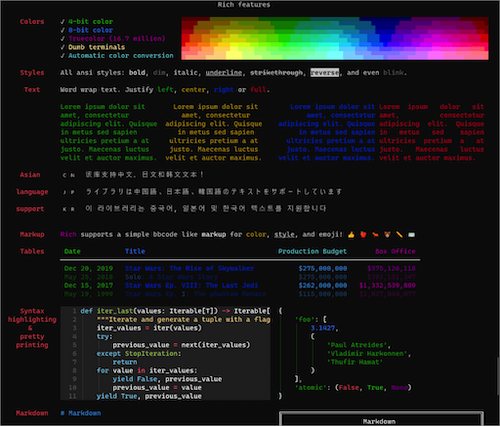 Rich features
Colors ✓ 4-bit color
✓ 8-bit color
✓ Truecolor (16.7 million)
✓ Dumb terminals
✓ Automatic color conversion
Styles All ansi styles: bold, dim, italic, underline, strikethrough, reverse, and even blink.
Text Word wrap text. Justify left, center, right or full.
Lorem ipsum dolor sit amet, consectetur adipiscing elit. Quisque in metus sed sapien ultricies pretium a at justo. Maecenas luctus velit et auctor maximus.
Lorem ipsum dolor sit amet, consectetur adipiscing elit. Quisque in metus sed sapien ultricies pretium a at justo. Maecenas luctus velit et auctor maximus.
Lorem ipsum dolor sit amet, consectetur adipiscing elit. Quisque in metus sed sapien ultricies pretium a at justo. Maecenas luctus velit et auctor maximus.
Lorem ipsum dolor sit amet, consectetur adipiscing elit. Quisque in metus sed sapien ultricies pretium a at justo. Maecenas luctus velit et auctor maximus.
Asian language support
CN 该库支持中文，日文和韩文文本！
JP ライブラリは中国語、日本語、韓国語のテキストをサポートしています
KR 이 라이브러리는 중국어, 일본어 및 한국어 텍스트를 지원합니다
Markup Rich supports a simple bbcode like markup for color, style, and emoji! 👍 🍎 🐜 🐻 🥖 🚌
Tables Date Title Production Budget Box Office
Dec 20, 2019 Star Wars: The Rise of Skywalker $275,000,000 $375,126,118
May 25, 2018 Solo: A Star Wars Story
Dec 15, 2017 Star Wars Ep. VIII: The Last Jedi $262,000,000 $1,332,539,889
May 19, 1999 Star Wars Ep. I: The Phantom Menace $115,000,000
Syntax highlighting & pretty printing
1 def iter_last(values: Iterable[T]) -> Iterable[
2 """Iterate and generate a tuple with a flag
3 iter_values = iter(values)
4 try:
5 previous_value = next(iter_values)
6 except StopIteration:
7 return
8 for value in iter_values:
9 yield False, previous_value
10 previous_value = value
11 yield True, previous_value
{
'foo': [
3.1427,
(
'Paul Atreides',
'Vladimir Harkonnen',
'Thufir Hawat'
)
],
'atomic': (False, True, None)
}
Markdown # Markdown
Markdown